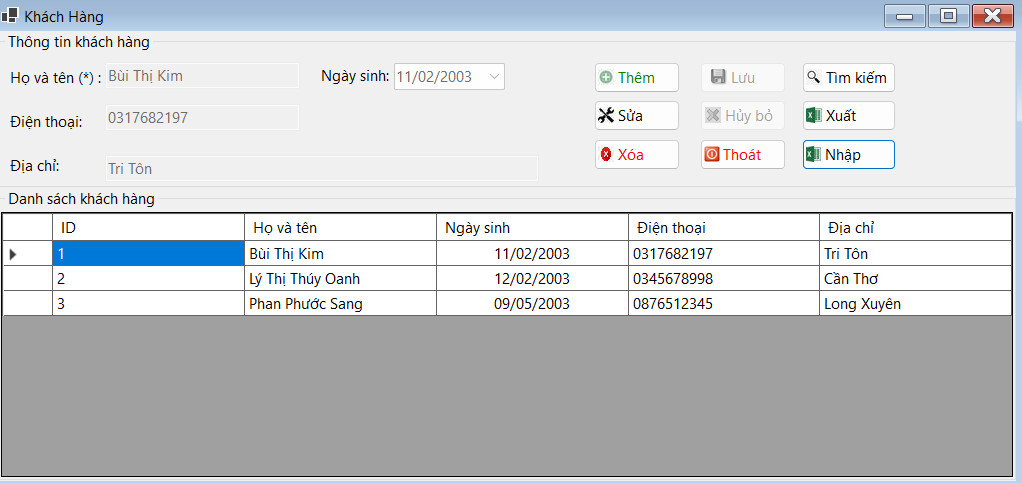 Khách Hàng
Thông tin khách hàng
Họ và tên (*) : Bùi Thị Kim Ngày sinh: 11/02/2003 Thêm Lưu Tìm kiếm
Điện thoại: 0317682197 Sửa Hủy bỏ Xuất
Địa chỉ: Tri Tôn Xóa Thoát Nhập
Danh sách khách hàng
ID Họ và tên Ngày sinh Điện thoại Địa chỉ
1 Bùi Thị Kim 11/02/2003 0317682197 Tri Tôn
2 Lý Thị Thúy Oanh 12/02/2003 0345678998 Cần Thơ
3 Phan Phước Sang 09/05/2003 0876512345 Long Xuyên